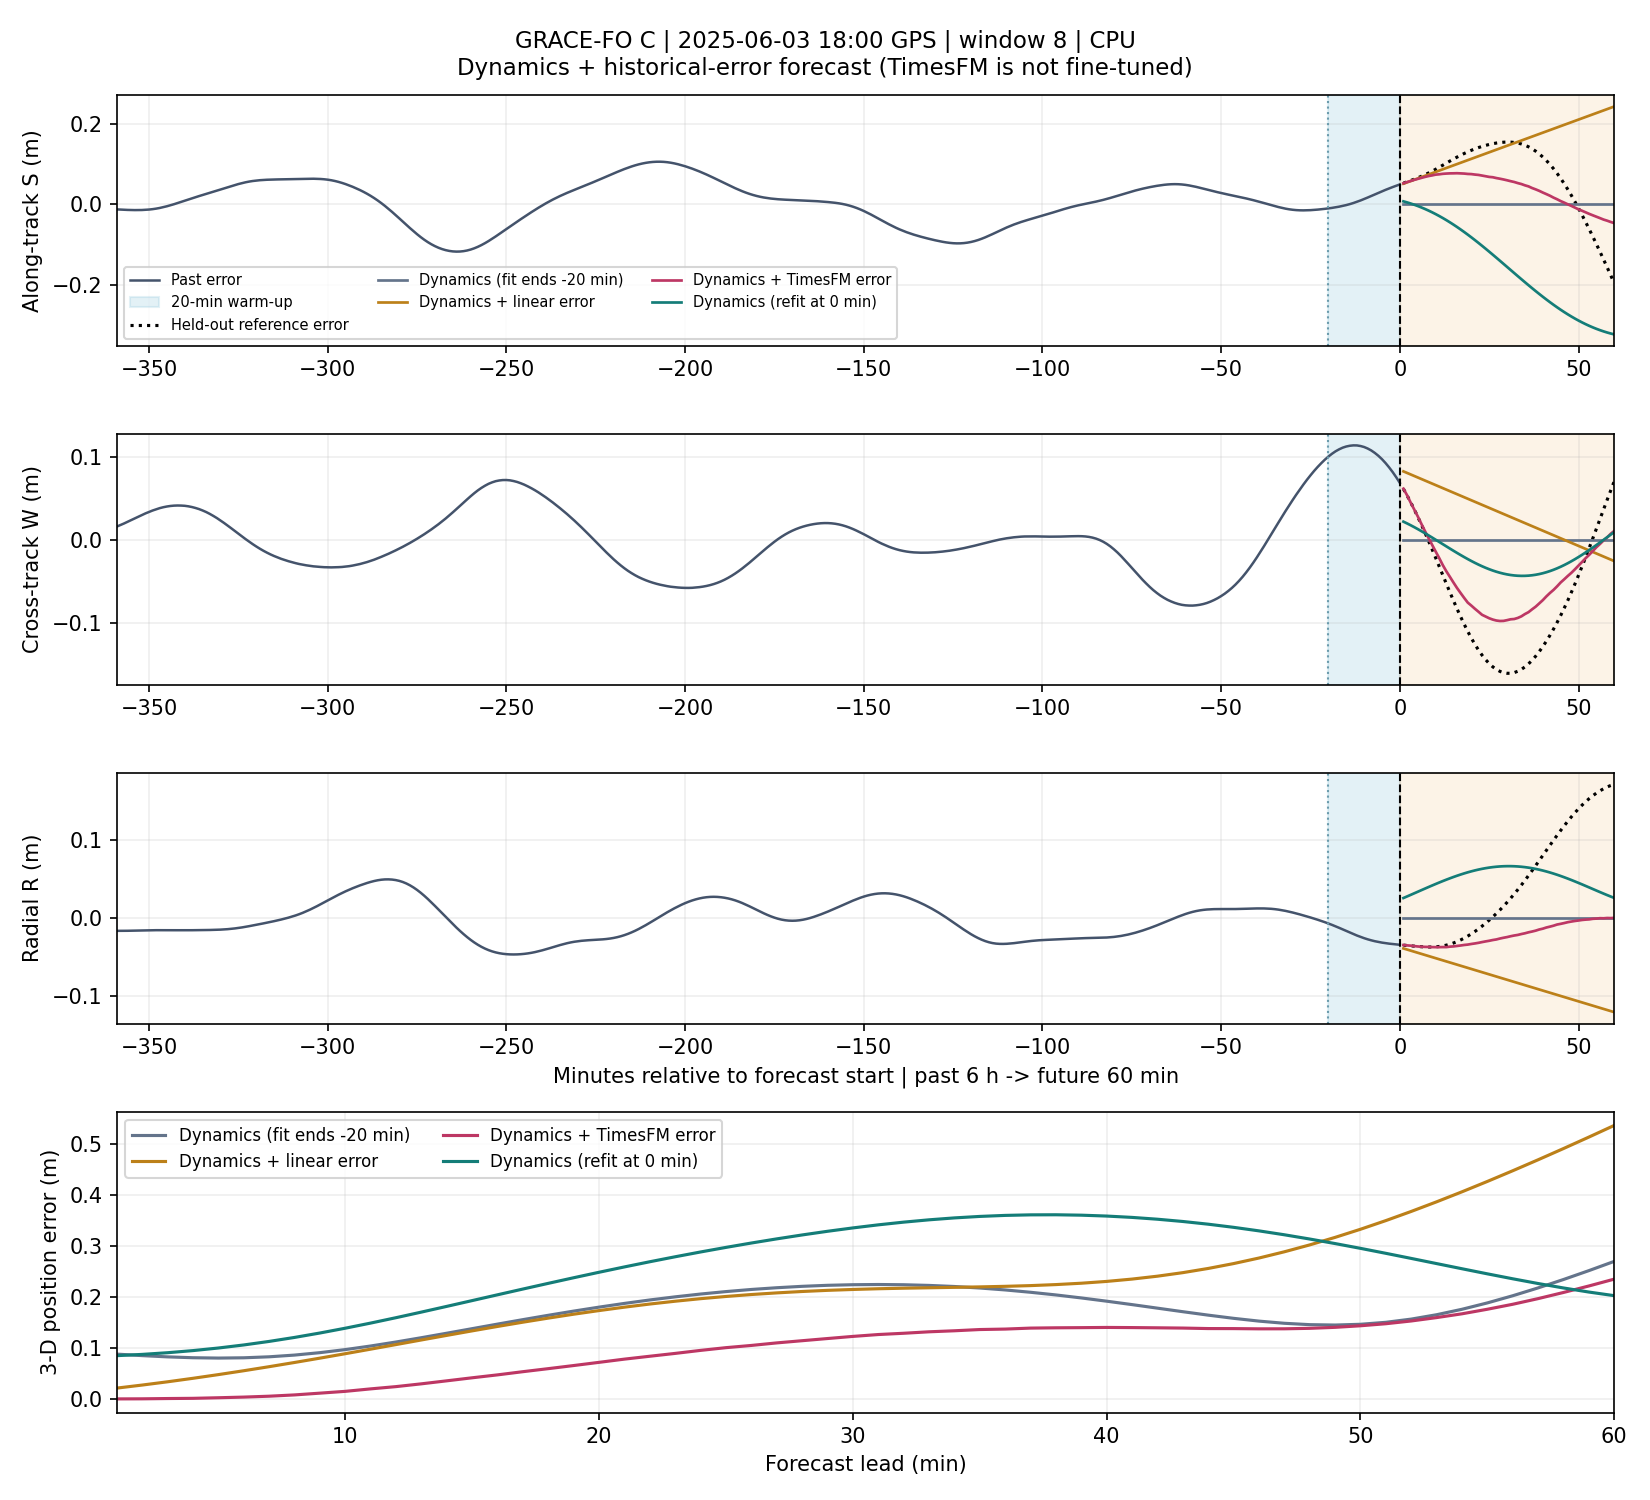 GRACE-FO C | 2025-06-03 18:00 GPS | window 8 | CPU
Dynamics + historical-error forecast (TimesFM is not fine-tuned)
Along-track S (m)
0.2
0.0
−0.2
Past error
20-min warm-up
Held-out reference error
Dynamics (fit ends -20 min)
Dynamics + linear error
Dynamics + TimesFM error
Dynamics (refit at 0 min)
−350 −300 −250 −200 −150 −100 −50 0 50
Cross-track W (m)
0.1
0.0
−0.1
−350 −300 −250 −200 −150 −100 −50 0 50
Radial R (m)
0.1
0.0
−0.1
−350 −300 −250 −200 −150 −100 −50 0 50
Minutes relative to forecast start | past 6 h -> future 60 min
3-D position error (m)
0.5
0.4
0.3
0.2
0.1
0.0
Dynamics (fit ends -20 min)
Dynamics + linear error
Dynamics + TimesFM error
Dynamics (refit at 0 min)
10 20 30 40 50 60
Forecast lead (min)